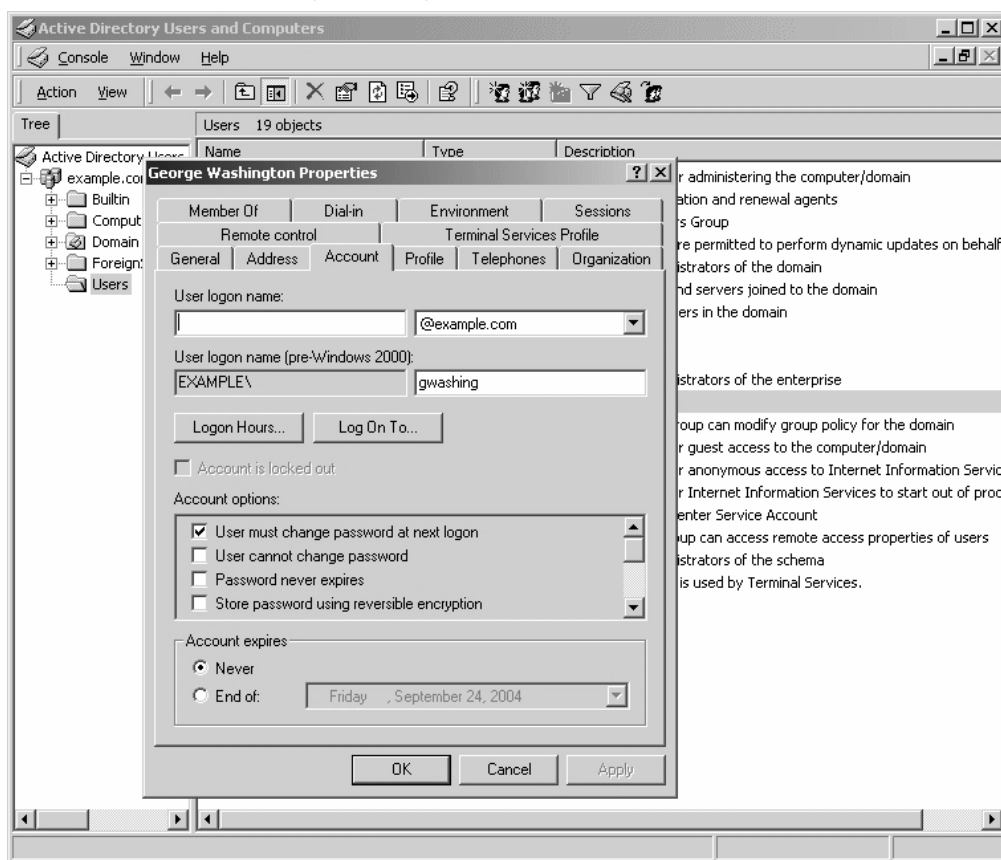 Active Directory Users and Computers
Console Window Help
Action View
Tree
Users 19 objects
Active Directory Users
Name Type Description
example.co
George Washington Properties
r administering the computer/domain
Builtin
ation and renewal agents
Member Of Dial-in Environment Sessions
Comput
rs Group
Remote control Terminal Services Profile
Domain
re permitted to perform dynamic updates on behalf
General Address Account Profile Telephones Organization
Foreign
istrators of the domain
Users
nd servers joined to the domain
User logon name:
ers in the domain
@example.com
User logon name (pre-Windows 2000):
EXAMPLE\ gwashing
istrators of the enterprise
Logon Hours... Log On To...
roup can modify group policy for the domain
r guest access to the computer/domain
Account is locked out
r anonymous access to Internet Information Servic
r Internet Information Services to start out of proc
Account options:
enter Service Account
User must change password at next logon
oup can access remote access properties of users
User cannot change password
istrators of the schema
Password never expires
is used by Terminal Services.
Store password using reversible encryption
Account expires
Never
End of: Friday , September 24, 2004
OK Cancel Apply